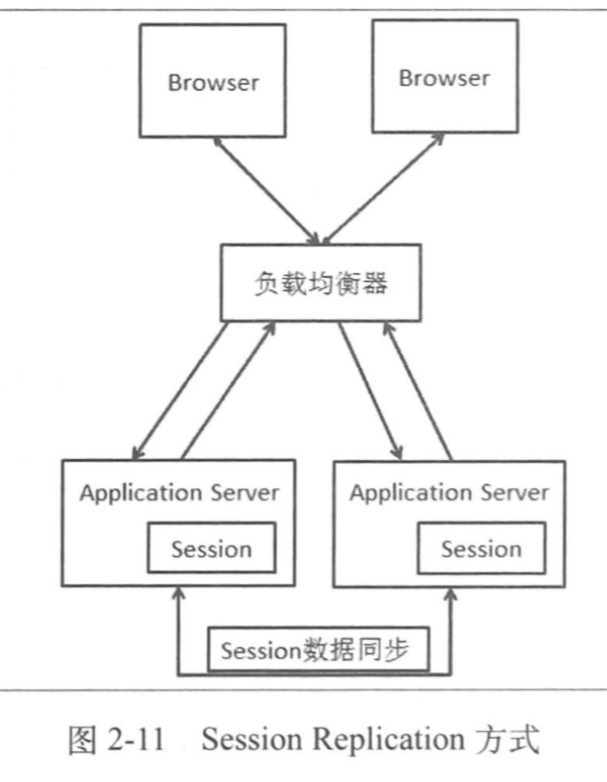 Browser
Browser
负载均衡器
Application Server
Session
Application Server
Session
Session数据同步
图 2-11 Session Replication 方式